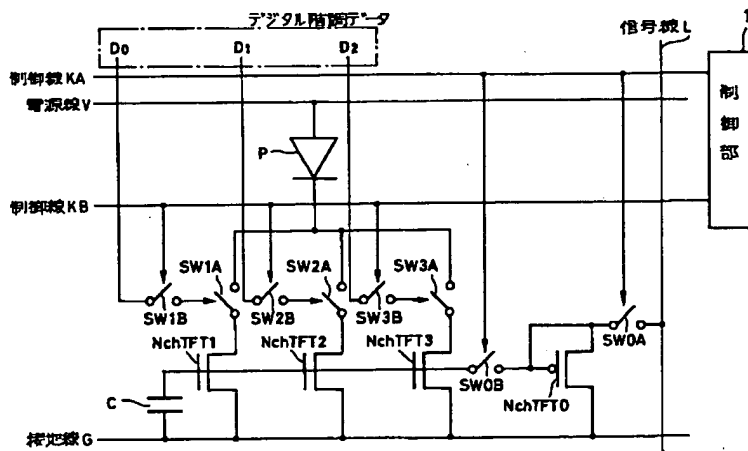 デジタル階調データ
信号線L
1
D0 D1 D2
制御線KA
電源線V
制御部
P
制御線KB
SW1A SW2A SW3A
SW1B SW2B SW3B
SW0A
NchTFT1 NchTFT2 NchTFT3
SW0B
NchTFT0
C
接地線G